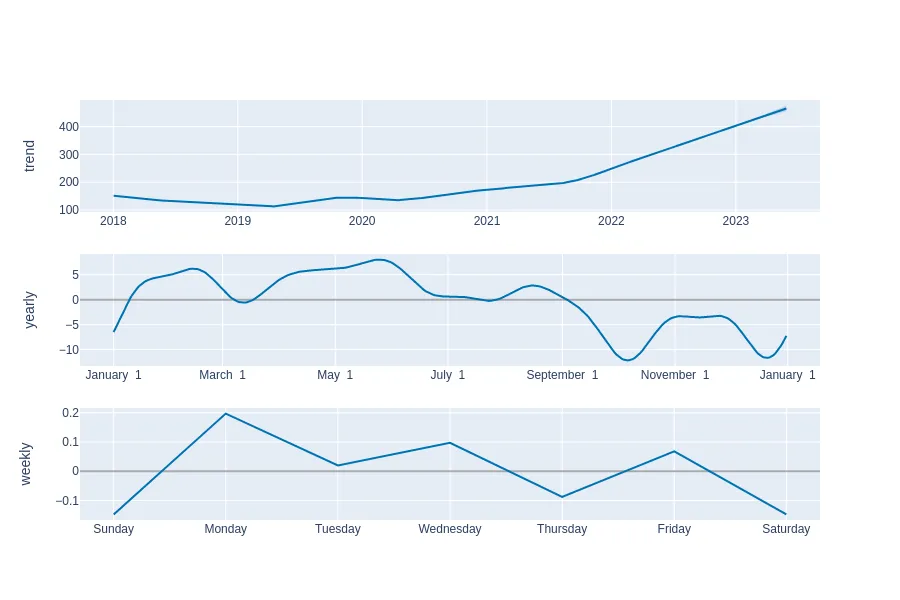 trend
400
300
200
100
2018 2019 2020 2021 2022 2023
yearly
5
0
−5
−10
January 1 March 1 May 1 July 1 September 1 November 1 January 1
weekly
0.2
0.1
0
−0.1
Sunday Monday Tuesday Wednesday Thursday Friday Saturday